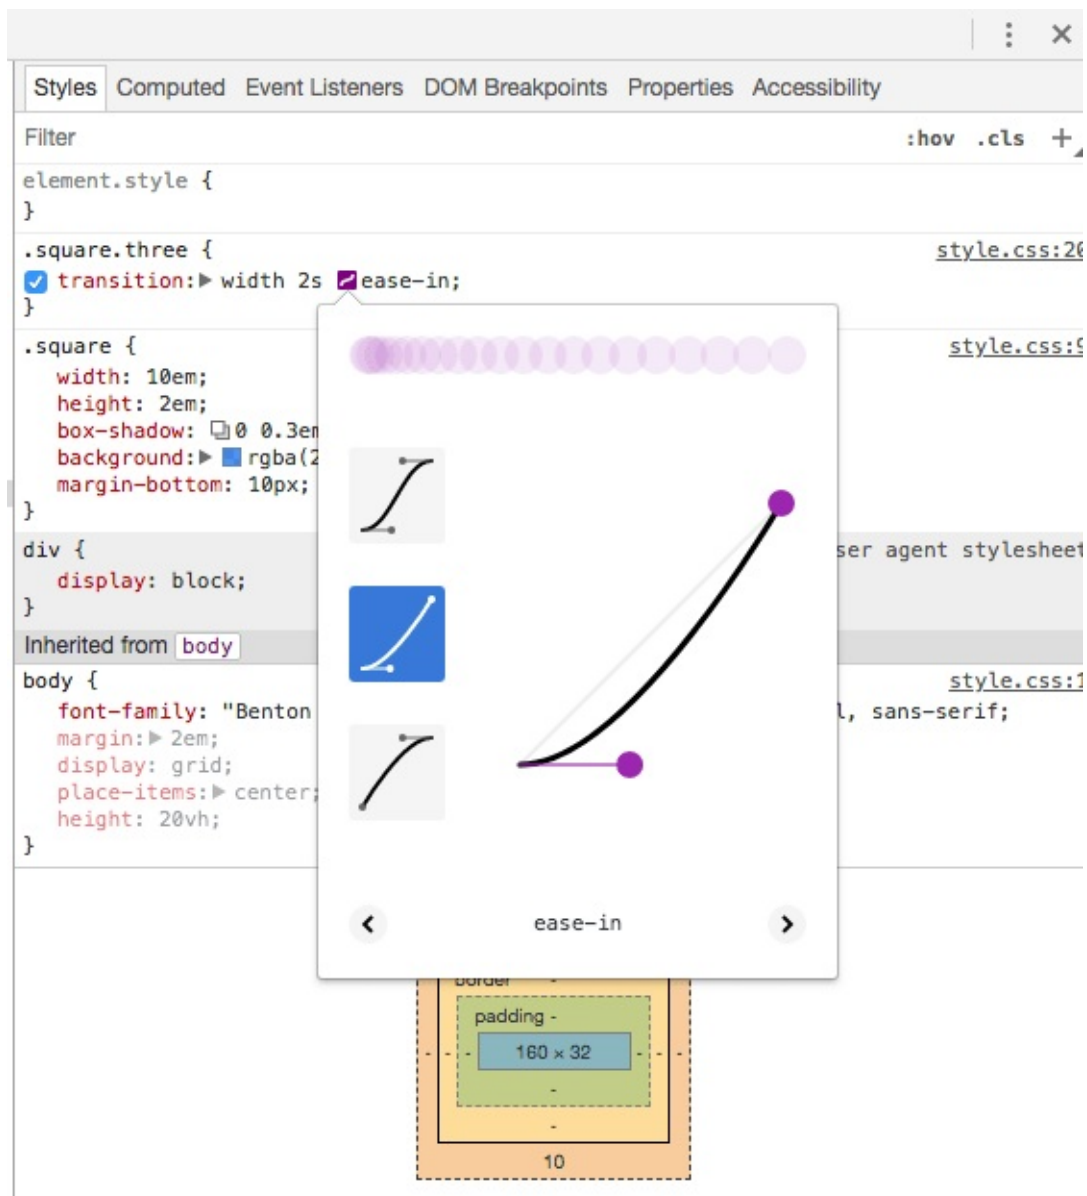 Styles Computed Event Listeners DOM Breakpoints Properties Accessibility
Filter :hov .cls +
element.style {
}
.square.three { style.css:20
transition: width 2s ease-in;
}
.square { style.css:9
width: 10em;
height: 2em;
box-shadow: 0 0.3em
background: rgba(2
margin-bottom: 10px;
}
div { ser agent stylesheet
display: block;
}
Inherited from body
body { style.css:1
font-family: "Benton l, sans-serif;
margin: 2em;
display: grid;
place-items: center;
height: 20vh;
}
ease-in
border -
padding -
- - - 160 × 32 - - -
-
-
10